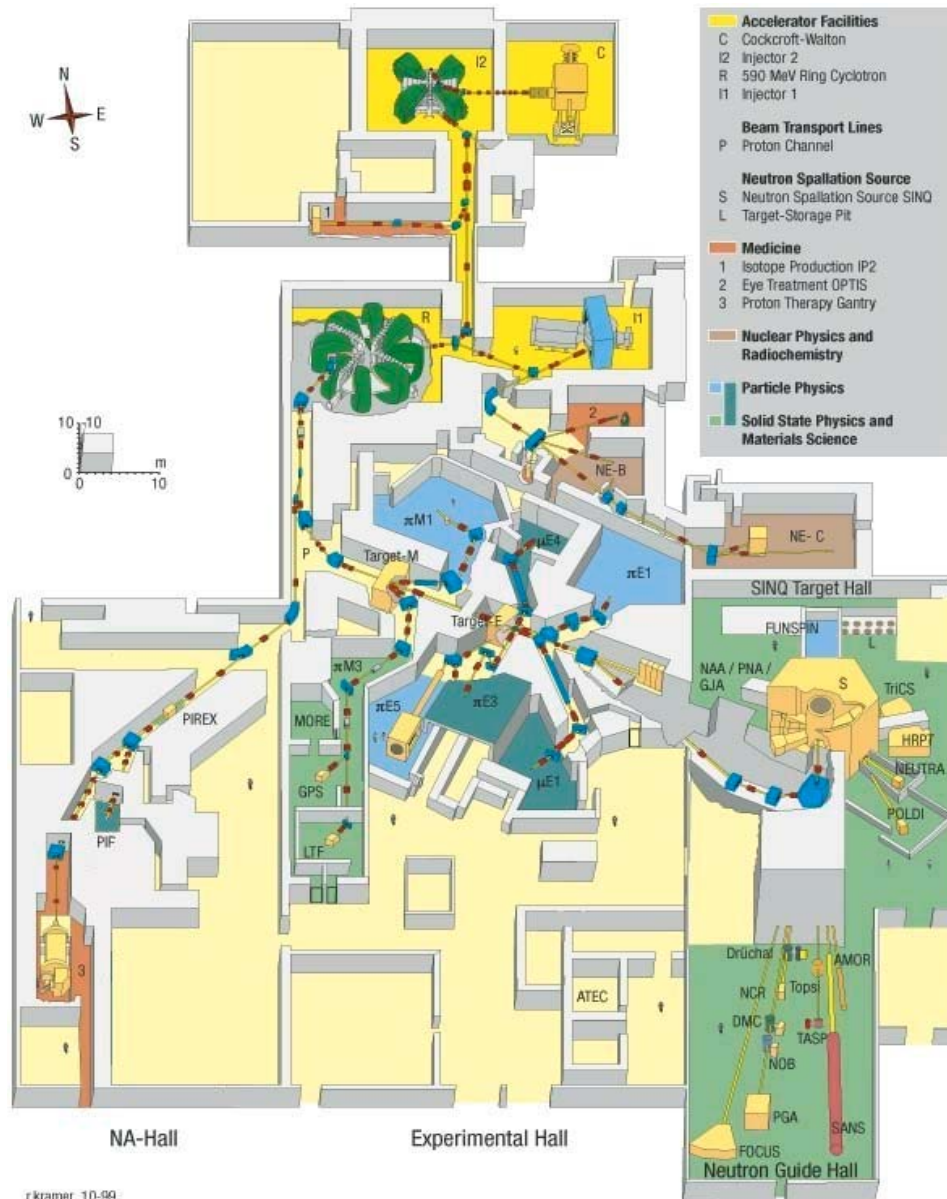 Accelerator Facilities
C Cockcroft-Walton
I2 Injector 2
R 590 MeV Ring Cyclotron
I1 Injector 1
Beam Transport Lines
P Proton Channel
Neutron Spallation Source
S Neutron Spallation Source SINQ
L Target-Storage Pit
Medicine
1 Isotope Production IP2
2 Eye Treatment OPTIS
3 Proton Therapy Gantry
Nuclear Physics and
Radiochemistry
Particle Physics
Solid State Physics and
Materials Science
N
W E
S
I2
C
1
R
I1
10 10
0
0 m 10
2
NE-B
πM1
μE4
NE- C
P
Target-M
πE1
SINQ Target Hall
Target-E
FUNSPIN
L
NAA / PNA /
GJA
S
TriCS
πM3
πE5
πE3
PIREX
MORE
HRPT
NEUTRA
GPS
μE1
POLDI
PIF
LTF
3
Drüchal
AMOR
NCR
Topsi
ATEC
DMC
TASP
NOB
PGA
SANS
FOCUS
NA-Hall
Experimental Hall
Neutron Guide Hall
r.kramer 10-99